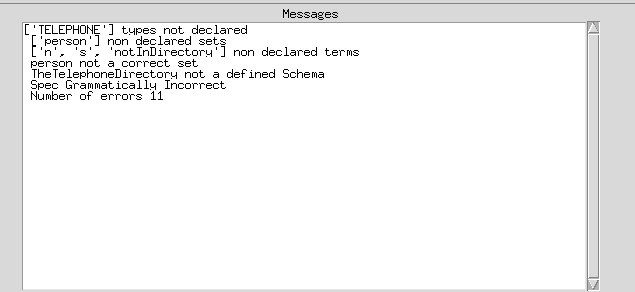 Messages
['TELEPHONE'] types not declared
['person'] non declared sets
['n', 's', 'notInDirectory'] non declared terms
person not a correct set
TheTelephoneDirectory not a defined Schema
Spec Grammatically Incorrect
Number of errors 11